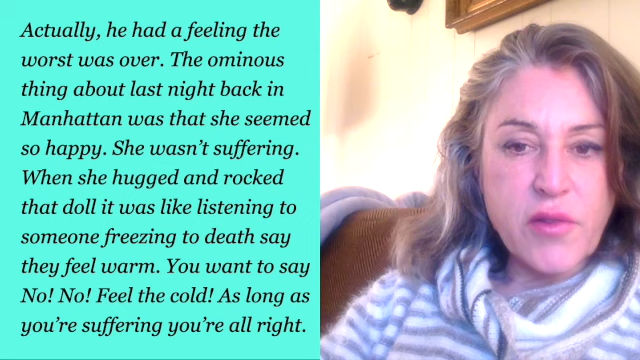 Actually, he had a feeling the
worst was over. The ominous
thing about last night back in
Manhattan was that she seemed
so happy. She wasn’t suffering.
When she hugged and rocked
that doll it was like listening to
someone freezing to death say
they feel warm. You want to say
No! No! Feel the cold! As long as
you’re suffering you’re all right.